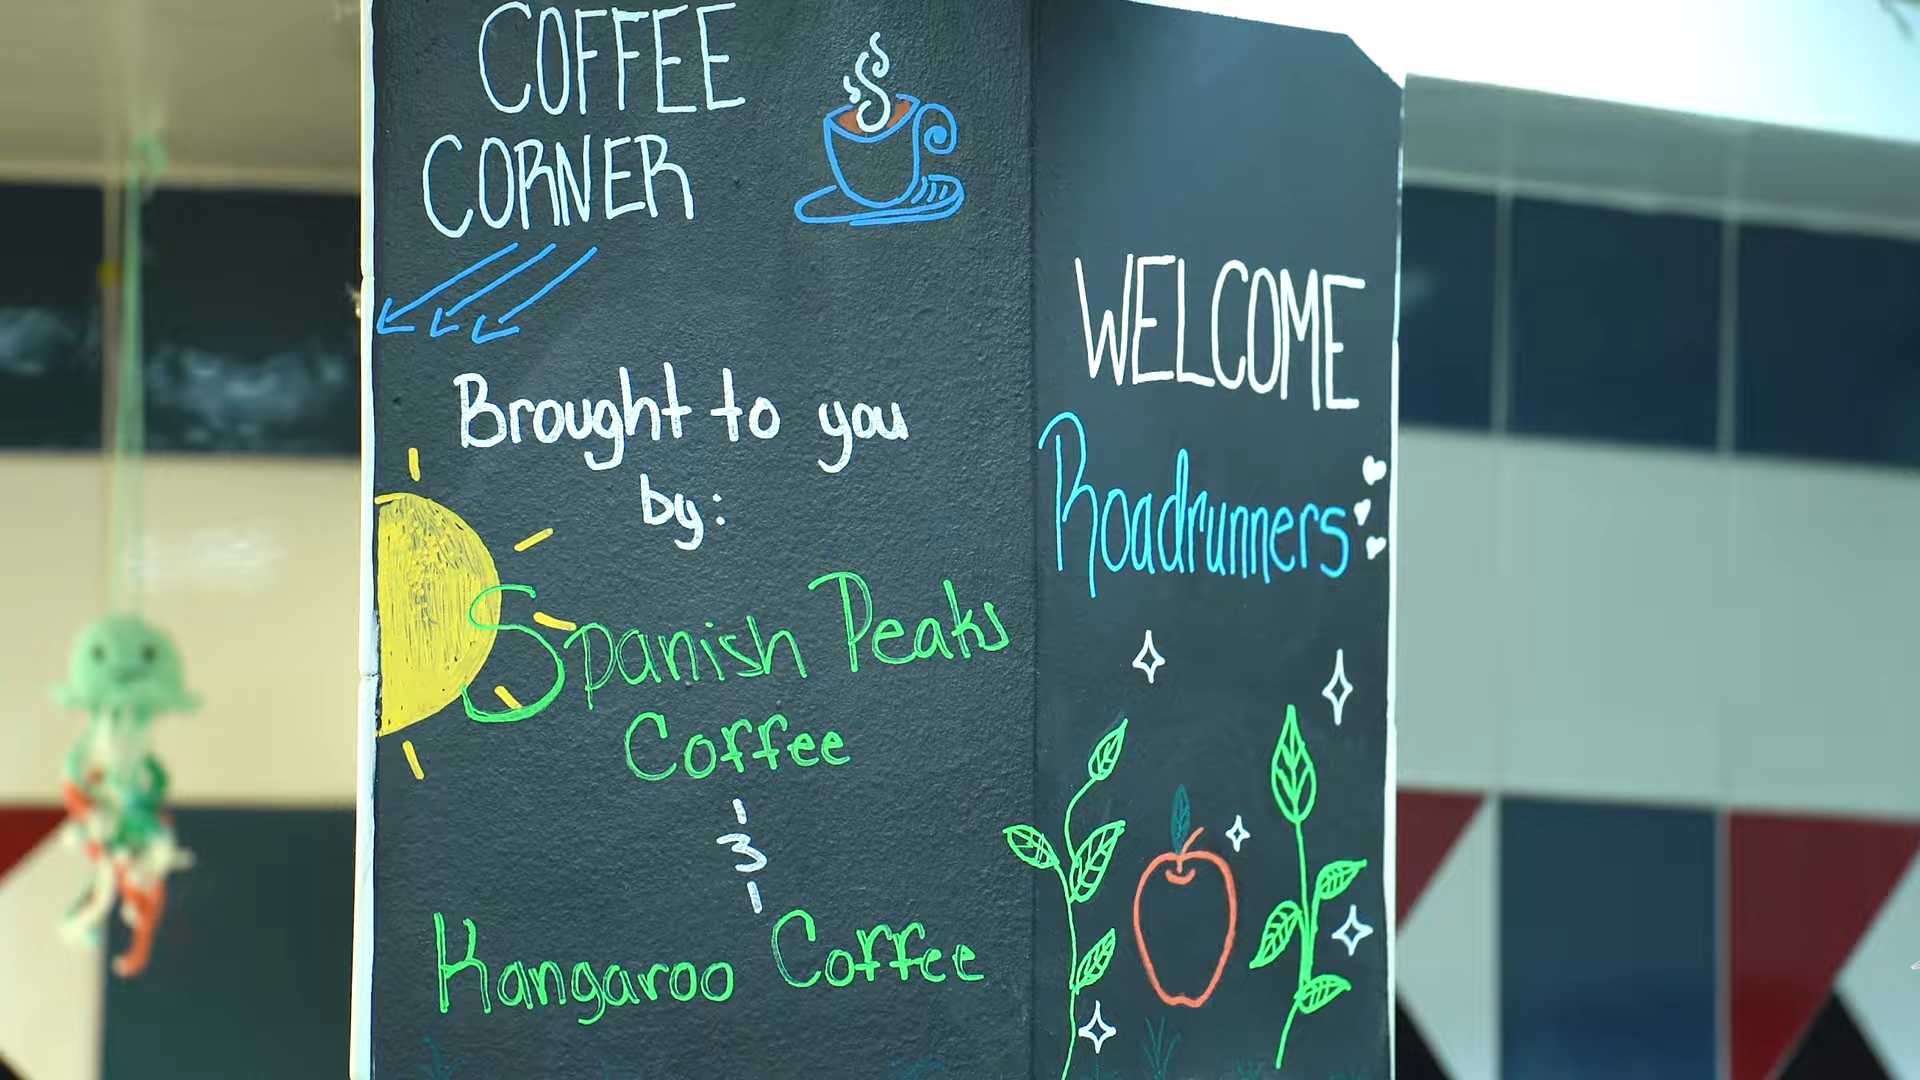 COFFEE
CORNER
Brought to you
by:
Spanish Peaks
Coffee
&
Kangaroo Coffee
WELCOME
Roadrunners